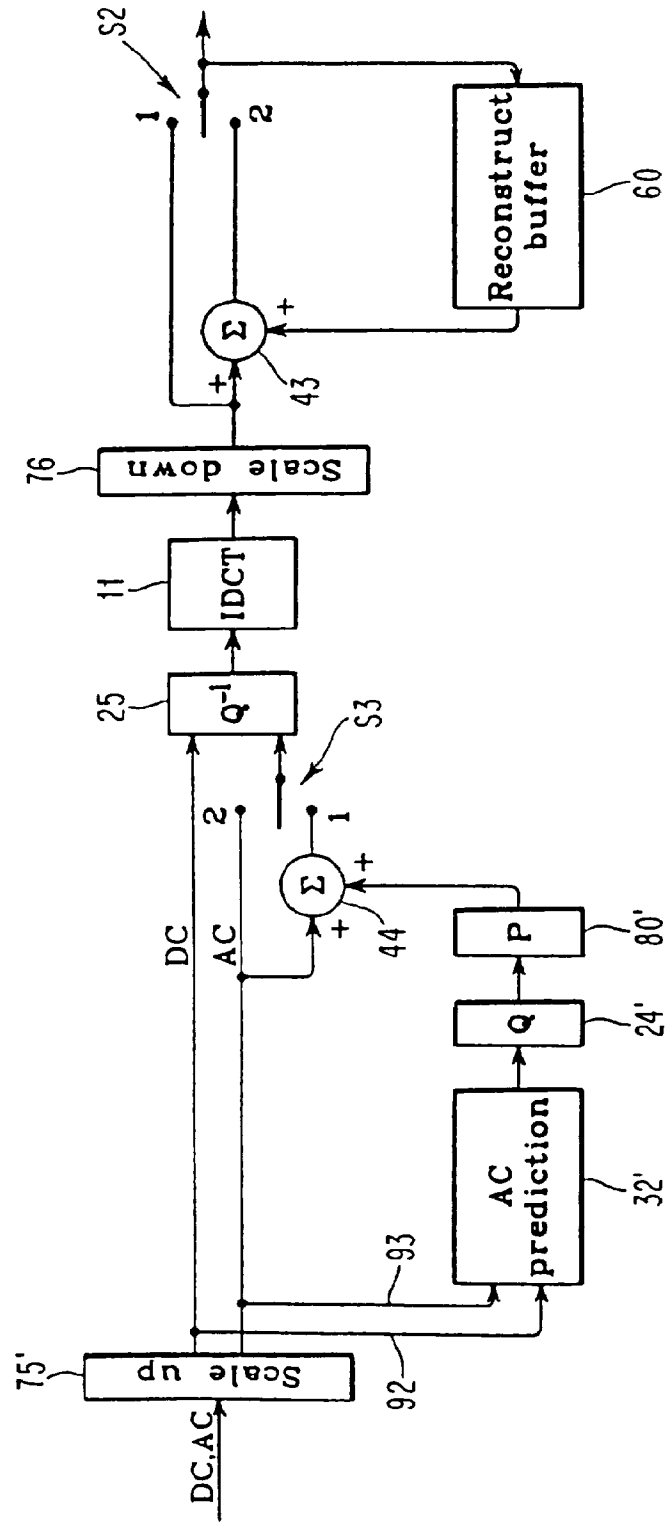 DC,AC
75'
Scale up
92
93
DC
AC
AC
prediction
32'
Q
24'
P
80'
Σ
+
+
44
2
1
S3
25
Q⁻¹
11
IDCT
76
Scale down
+
+
Σ
43
1
2
S2
Reconstruct
buffer
60